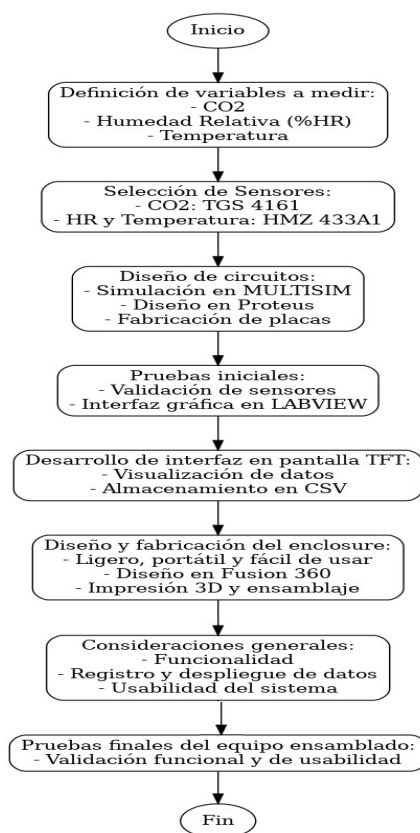 Inicio
Definición de variables a medir:
- CO2
- Humedad Relativa (%HR)
- Temperatura
Selección de Sensores:
- CO2: TGS 4161
- HR y Temperatura: HMZ 433A1
Diseño de circuitos:
- Simulación en MULTISIM
- Diseño en Proteus
- Fabricación de placas
Pruebas iniciales:
- Validación de sensores
- Interfaz gráfica en LABVIEW
Desarrollo de interfaz en pantalla TFT:
- Visualización de datos
- Almacenamiento en CSV
Diseño y fabricación del enclosure:
- Ligero, portátil y fácil de usar
- Diseño en Fusion 360
- Impresión 3D y ensamblaje
Consideraciones generales:
- Funcionalidad
- Registro y despliegue de datos
- Usabilidad del sistema
Pruebas finales del equipo ensamblado:
- Validación funcional y de usabilidad
Fin